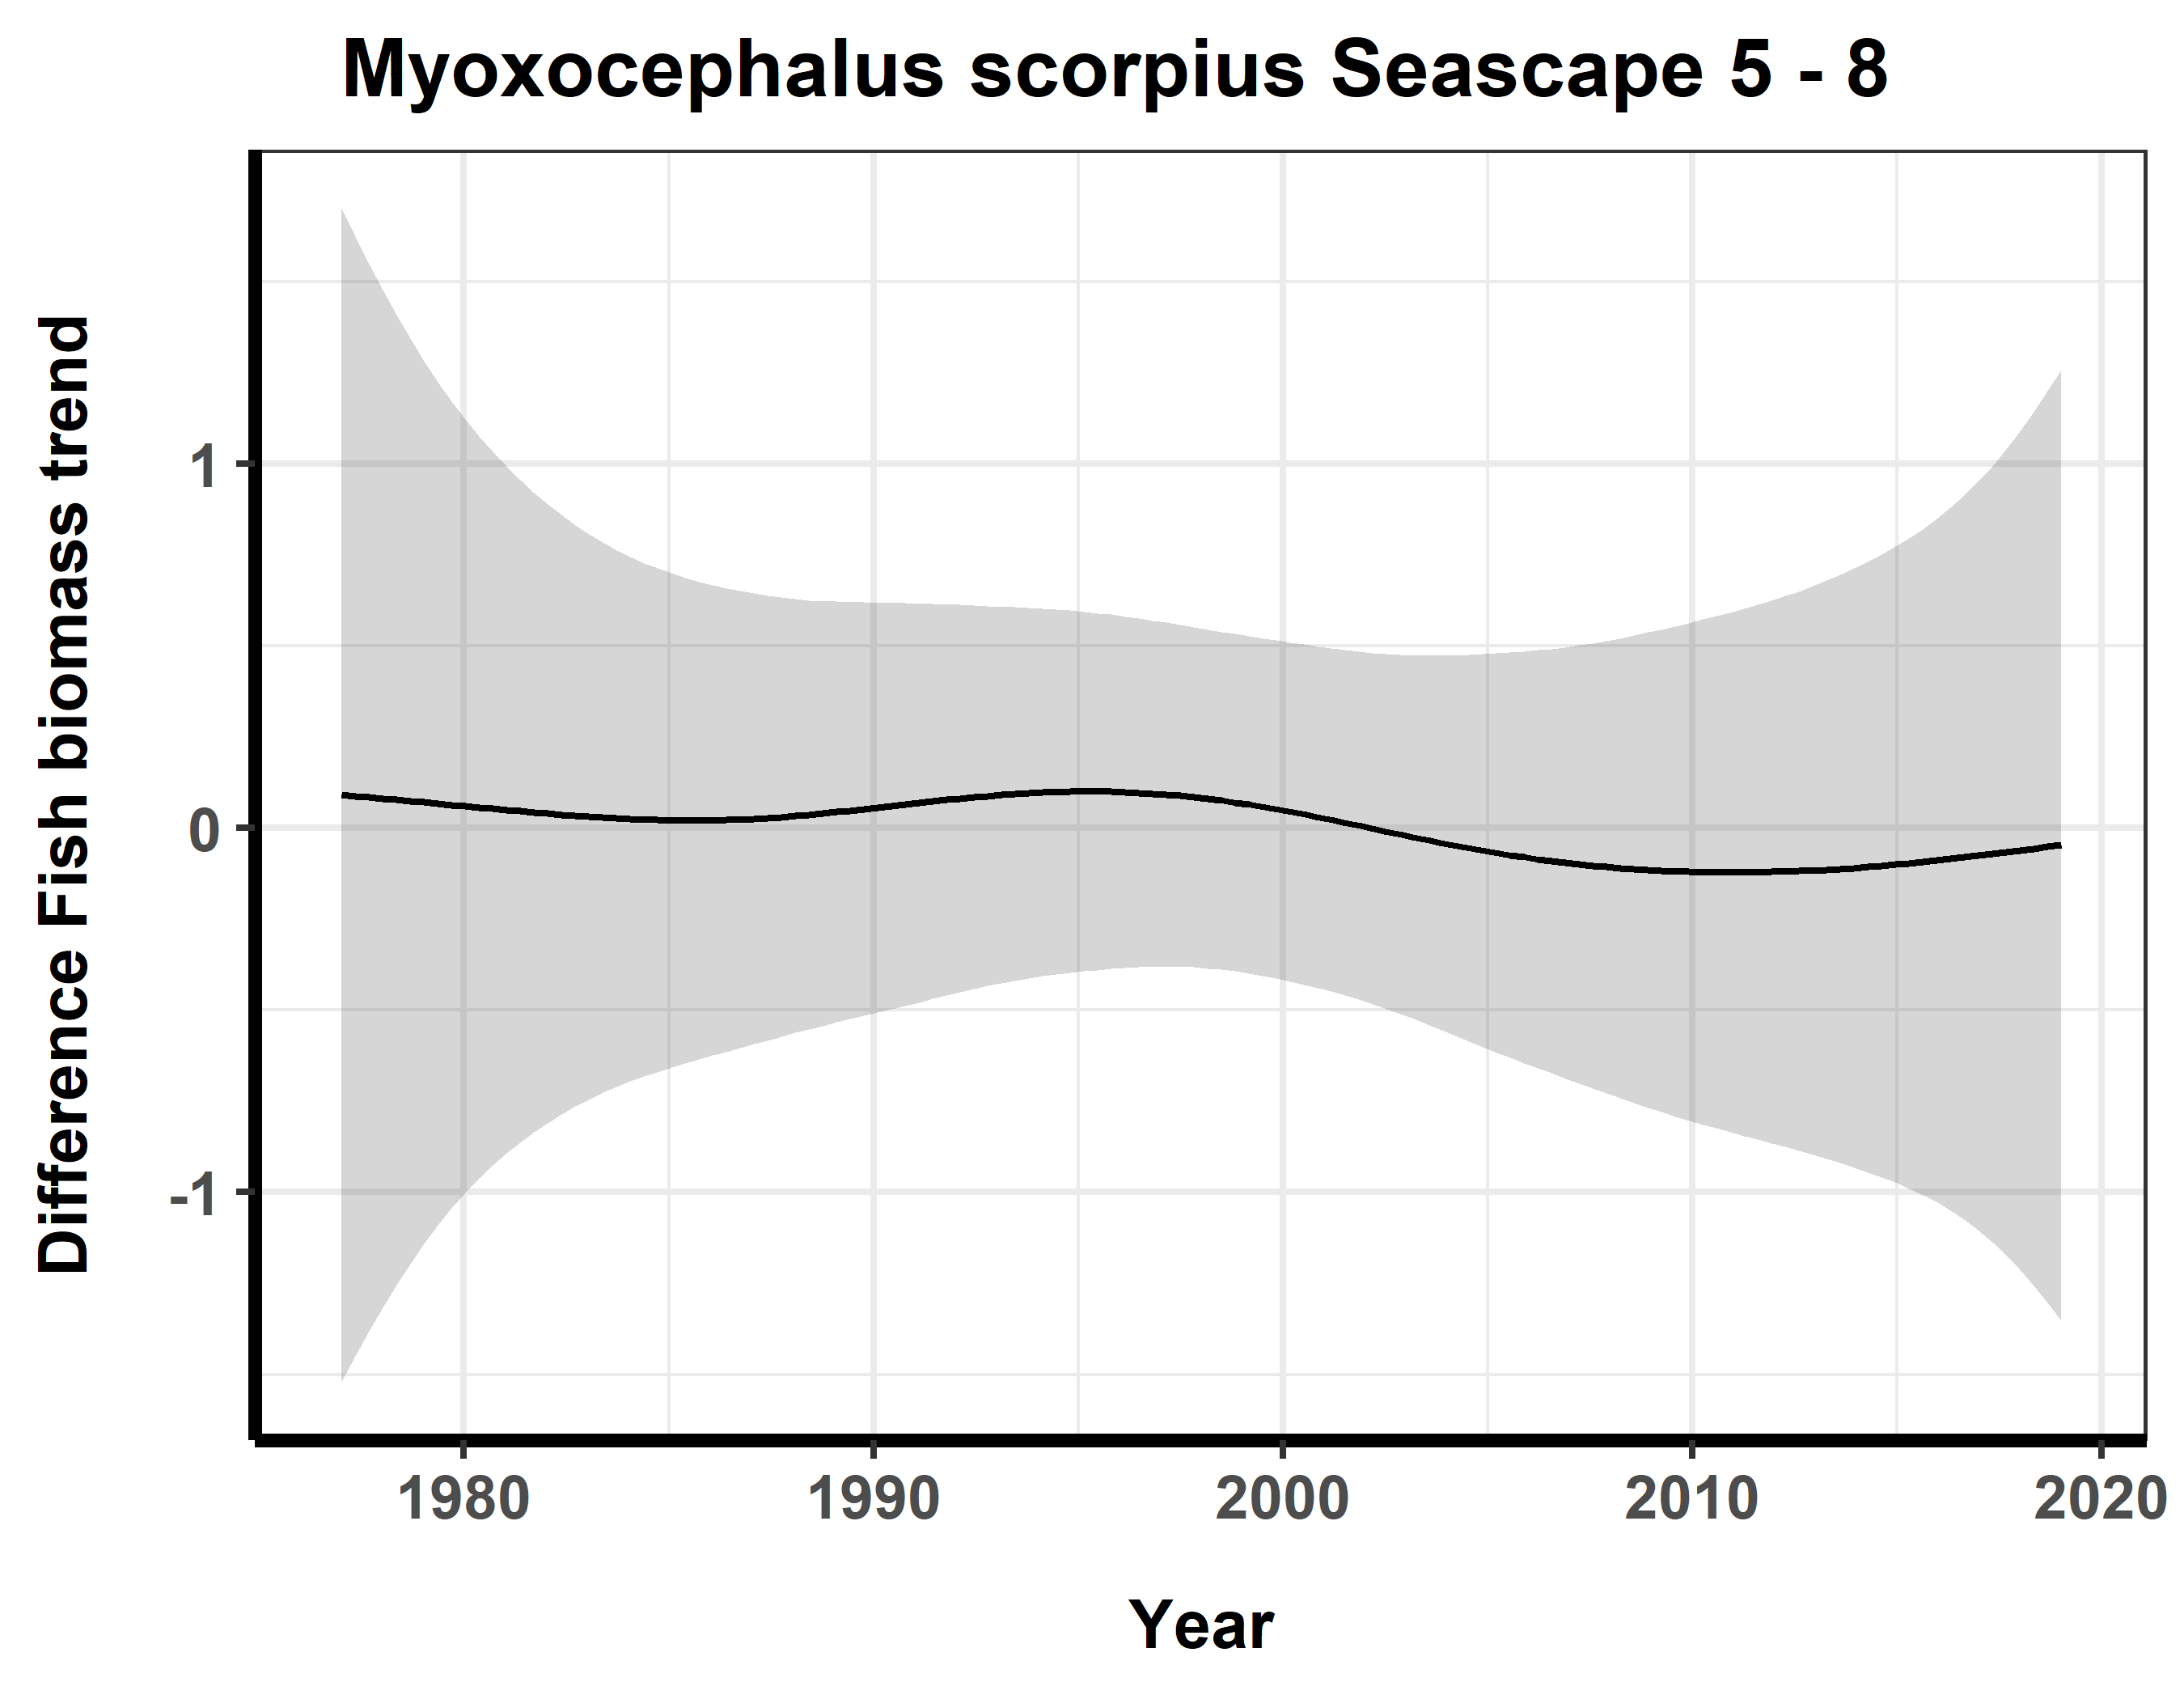 Myoxocephalus scorpius Seascape 5 - 8
Difference Fish biomass trend
1
0
-1
1980
1990
2000
2010
2020
Year